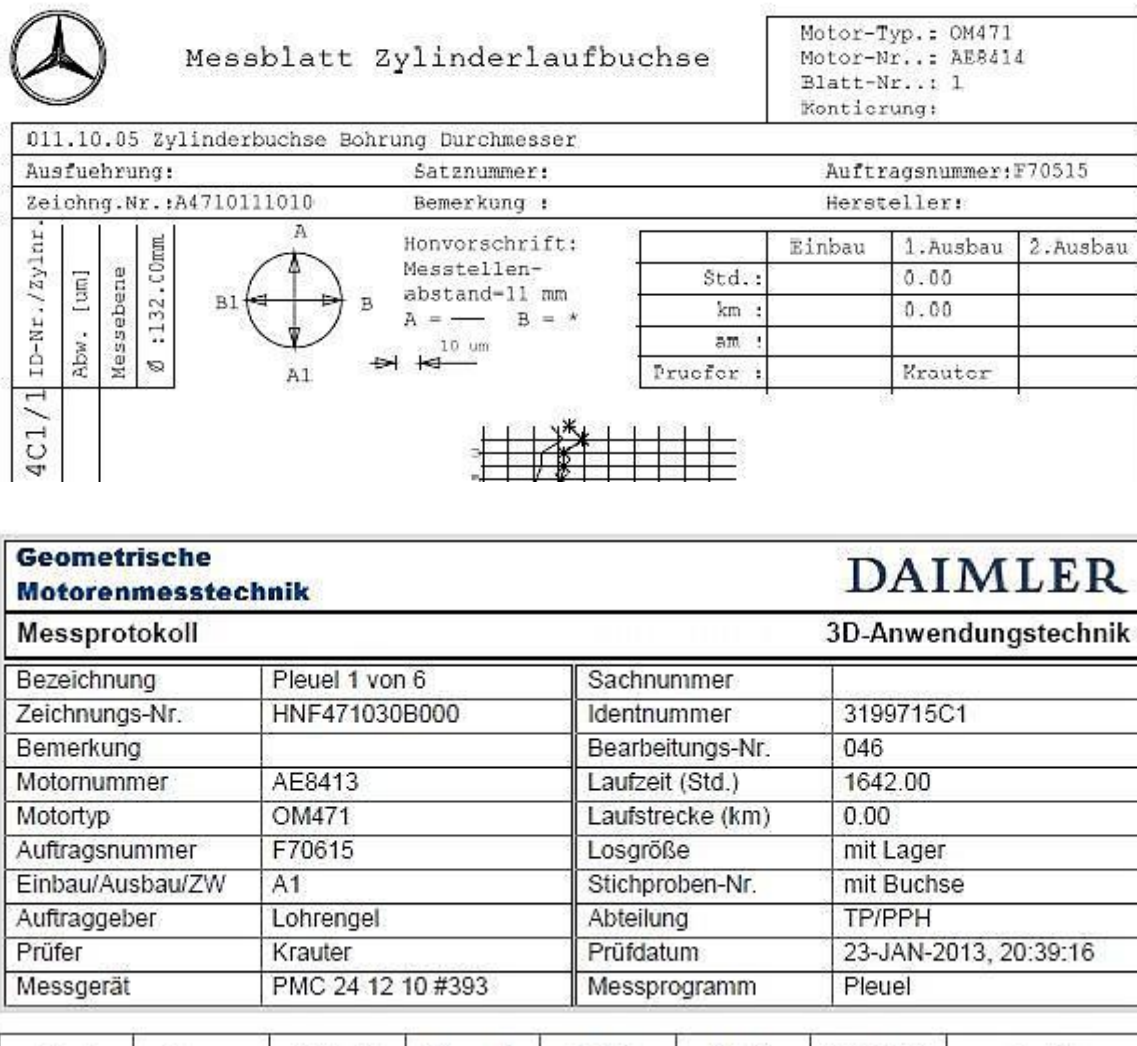 Messblatt Zylinderlaufbuchse
Motor-Typ.: OM471
Motor-Nr..: AE8414
Blatt-Nr..: 1
Montierung:
011.10.05 Zylinderbuchse Bohrung Durchmesser
Ausfuehrung: Satznummer: Auftragsnummer:F70515
Zeichng.Nr.:A4710111010 Bemerkung : Hersteller:
ID-Nr./Zylnr.
Abw. [um]
Messebene
Ø :132.00mm
A
B1 B
A1
Honvorschrift:
Messtellen-
abstand=11 mm
A = — B = *
10 um
Einbau 1.Ausbau 2.Ausbau
Std.: 0.00
km : 0.00
am :
Pruefer : Krauter
4C1/1
Geometrische
Motorenmesstechnik
DAIMLER
Messprotokoll 3D-Anwendungstechnik
Bezeichnung Pleuel 1 von 6 Sachnummer
Zeichnungs-Nr. HNF471030B000 Identnummer 3199715C1
Bemerkung Bearbeitungs-Nr. 046
Motornummer AE8413 Laufzeit (Std.) 1642.00
Motortyp OM471 Laufstrecke (km) 0.00
Auftragsnummer F70615 Losgröße mit Lager
Einbau/Ausbau/ZW A1 Stichproben-Nr. mit Buchse
Auftraggeber Lohrengel Abteilung TP/PPH
Prüfer Krauter Prüfdatum 23-JAN-2013, 20:39:16
Messgerät PMC 24 12 10 #393 Messprogramm Pleuel